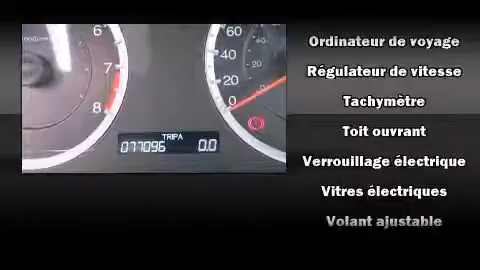 6
7
8
60
40
20
0
TRIP A
077096 0.0
Ordinateur de voyage
Régulateur de vitesse
Tachymètre
Toit ouvrant
Verrouillage électrique
Vitres électriques
Volant ajustable